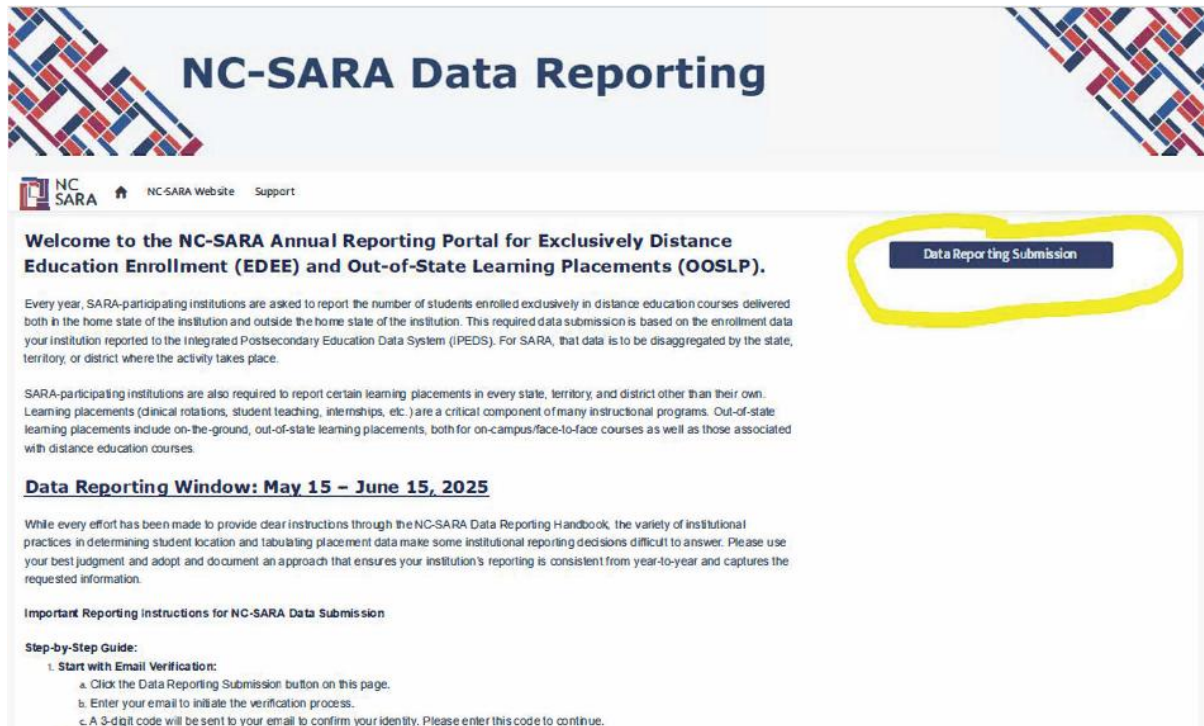 NC-SARA Data Reporting
NC
SARA
NC-SARA Website Support
Data Reporting Submission
Welcome to the NC-SARA Annual Reporting Portal for Exclusively Distance
Education Enrollment (EDEE) and Out-of-State Learning Placements (OOSLP).
Every year, SARA-participating institutions are asked to report the number of students enrolled exclusively in distance education courses delivered
both in the home state of the institution and outside the home state of the institution. This required data submission is based on the enrollment data
your institution reported to the Integrated Postsecondary Education Data System (IPEDS). For SARA, that data is to be disaggregated by the state,
territory, or district where the activity takes place.
SARA-participating institutions are also required to report certain learning placements in every state, territory, and district other than their own.
Learning placements (clinical rotations, student teaching, internships, etc.) are a critical component of many instructional programs. Out-of-state
learning placements include on-the-ground, out-of-state learning placements, both for on-campus/face-to-face courses as well as those associated
with distance education courses.
Data Reporting Window: May 15 – June 15, 2025
While every effort has been made to provide clear instructions through the NC-SARA Data Reporting Handbook, the variety of institutional
practices in determining student location and tabulating placement data make some institutional reporting decisions difficult to answer. Please use
your best judgment and adopt and document an approach that ensures your institution's reporting is consistent from year-to-year and captures the
requested information.
Important Reporting Instructions for NC-SARA Data Submission
Step-by-Step Guide:
1. Start with Email Verification:
a. Click the Data Reporting Submission button on this page.
b. Enter your email to initiate the verification process.
c. A 3-digit code will be sent to your email to confirm your identity. Please enter this code to continue.